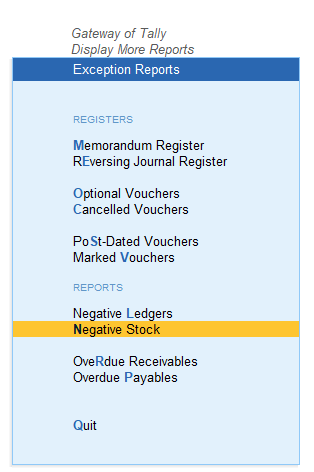 Gateway of Tally
Display More Reports
Exception Reports
REGISTERS
Memorandum Register
REversing Journal Register
Optional Vouchers
Cancelled Vouchers
PoSt-Dated Vouchers
Marked Vouchers
REPORTS
Negative Ledgers
Negative Stock
OveRdue Receivables
Overdue Payables
Quit